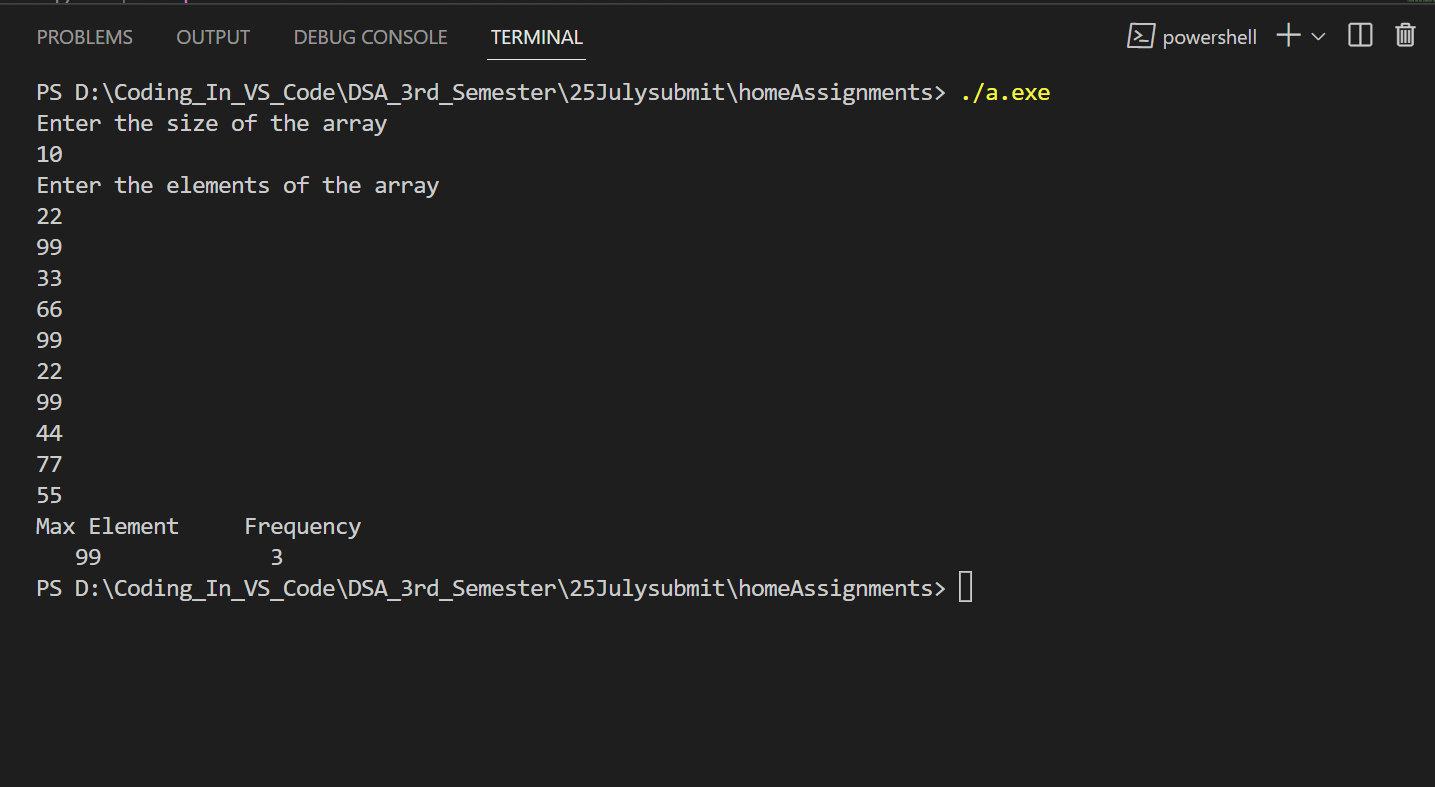 PROBLEMS OUTPUT DEBUG CONSOLE TERMINAL powershell
PS D:\Coding_In_VS_Code\DSA_3rd_Semester\25Julysubmit\homeAssignments> ./a.exe
Enter the size of the array
10
Enter the elements of the array
22
99
33
66
99
22
99
44
77
55
Max Element     Frequency
   99             3
PS D:\Coding_In_VS_Code\DSA_3rd_Semester\25Julysubmit\homeAssignments>